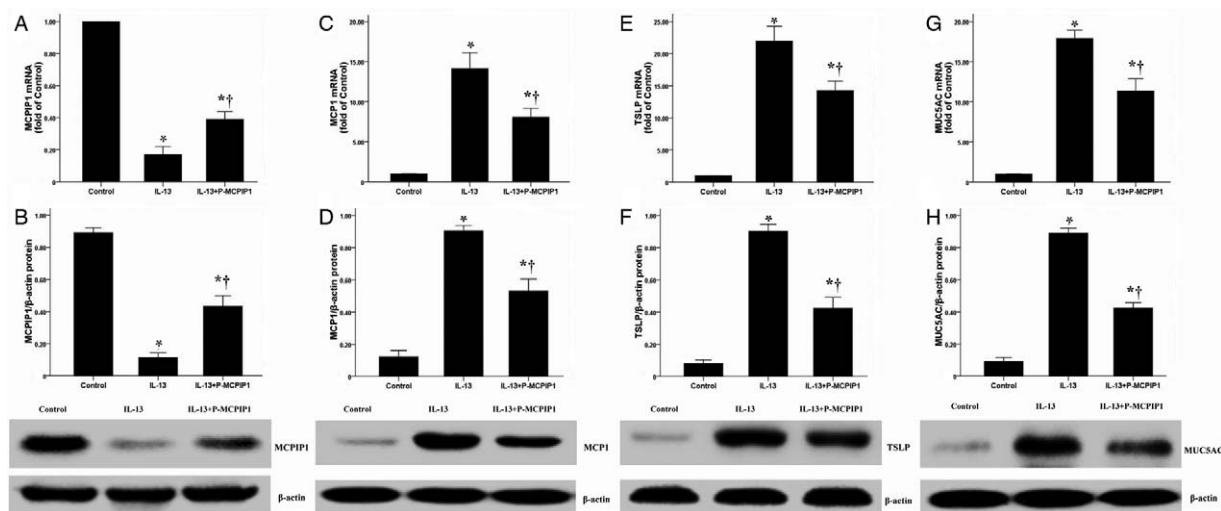 A
MCPIP1 mRNA
(fold of Control)
1.00
0.80
0.60
0.40
0.20
0
*
*†
Control IL-13 IL-13+P-MCPIP1
C
MCP1 mRNA
(fold of Control)
20.00
15.00
10.00
5.00
0
*
*†
Control IL-13 IL-13+P-MCPIP1
E
TSLP mRNA
(fold of Control)
25.00
20.00
15.00
10.00
5.00
0
*
*†
Control IL-13 IL-13+P-MCPIP1
G
MUC5AC mRNA
(fold of Control)
20.00
15.00
10.00
5.00
0
*
*†
Control IL-13 IL-13+P-MCPIP1
B
MCPIP1/β-actin protein
1.00
0.80
0.60
0.40
0.20
0
*
*†
Control IL-13 IL-13+P-MCPIP1
D
MCP1/β-actin protein
1.00
0.80
0.60
0.40
0.20
0
*
*†
Control IL-13 IL-13+P-MCPIP1
F
TSLP/β-actin protein
1.00
0.80
0.60
0.40
0.20
0
*
*†
Control IL-13 IL-13+P-MCPIP1
H
MUC5AC/β-actin protein
1.00
0.80
0.60
0.40
0.20
0
*
*†
Control IL-13 IL-13+P-MCPIP1
Control IL-13 IL-13+P-MCPIP1
MCPIP1
β-actin
Control IL-13 IL-13+P-MCPIP1
MCP1
β-actin
Control IL-13 IL-13+P-MCPIP1
TSLP
β-actin
Control IL-13 IL-13+P-MCPIP1
MUC5AC
β-actin